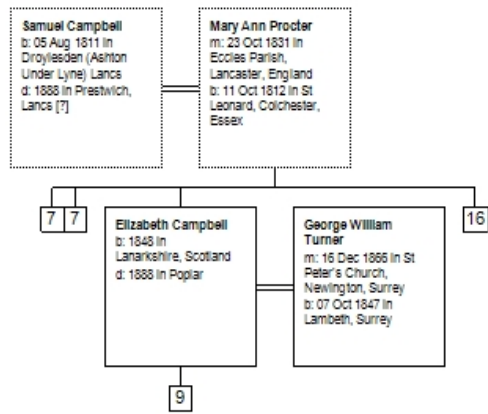 Samuel Campbell
b: 05 Aug 1811 in
Droylesden (Ashton
Under Lyne) Lancs
d: 1888 in Prestwich,
Lancs [?]
Mary Ann Procter
m: 23 Oct 1831 in
Eccles Parish,
Lancaster, England
b: 11 Oct 1812 in St
Leonard, Colchester,
Essex
7
7
16
Elizabeth Campbell
b: 1848 in
Lanarkshire, Scotland
d: 1888 in Poplar
George William
Turner
m: 16 Dec 1866 in St
Peter's Church,
Newington, Surrey
b: 07 Oct 1847 in
Lambeth, Surrey
9